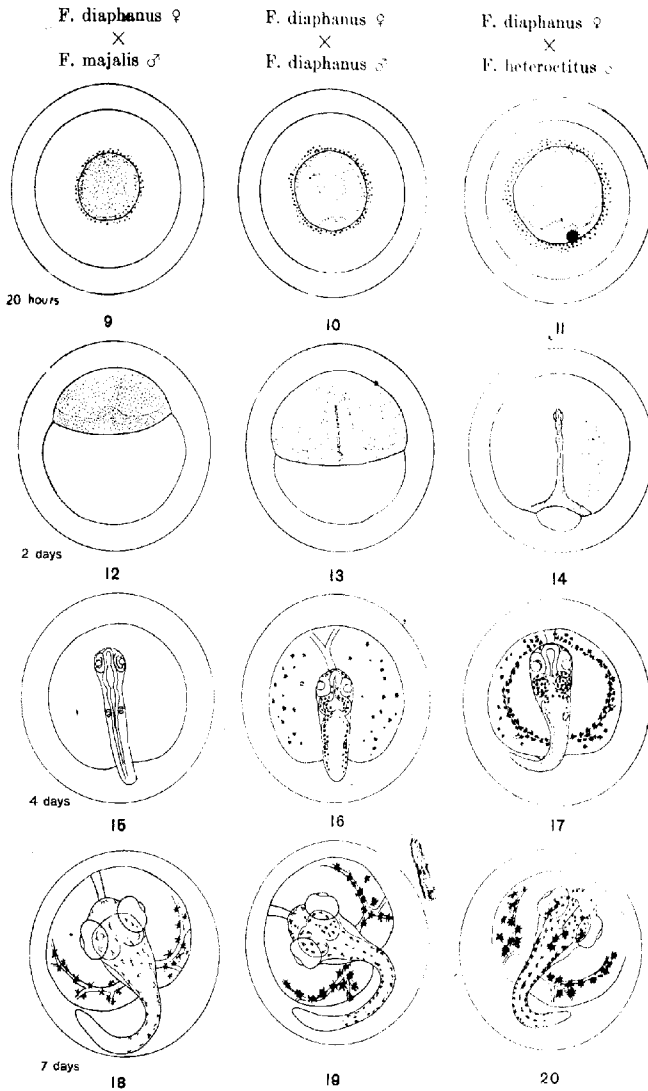 F. diaphanus ♀
×
F. majalis ♂
F. diaphanus ♀
×
F. diaphanus ♂
F. diaphanus ♀
×
F. heteroctitus ♂
20 hours
9
10
11
2 days
12
13
14
4 days
15
16
17
7 days
18
19
20